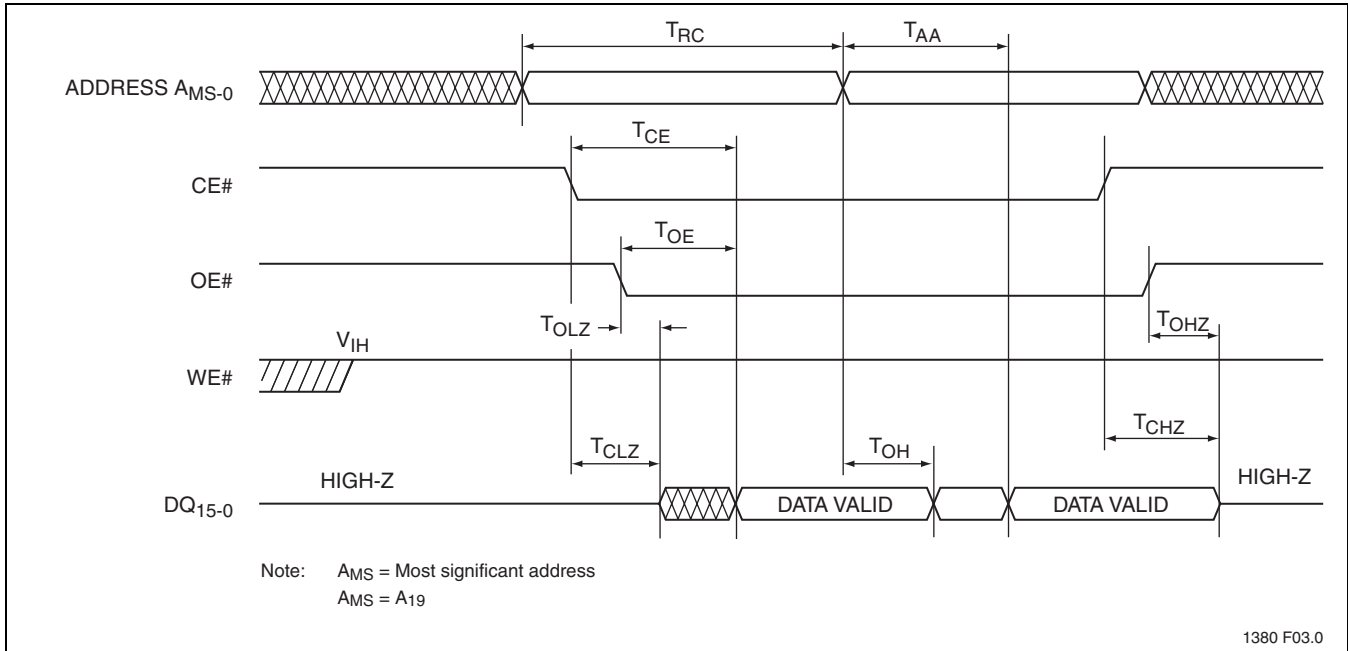 TRC TAA
ADDRESS AMS-0
TCE
CE#
TOE
OE#
TOLZ TOHZ
VIH
WE#
TCHZ
TCLZ TOH
HIGH-Z HIGH-Z
DQ15-0 DATA VALID DATA VALID
Note: AMS = Most significant address
AMS = A19
1380 F03.0